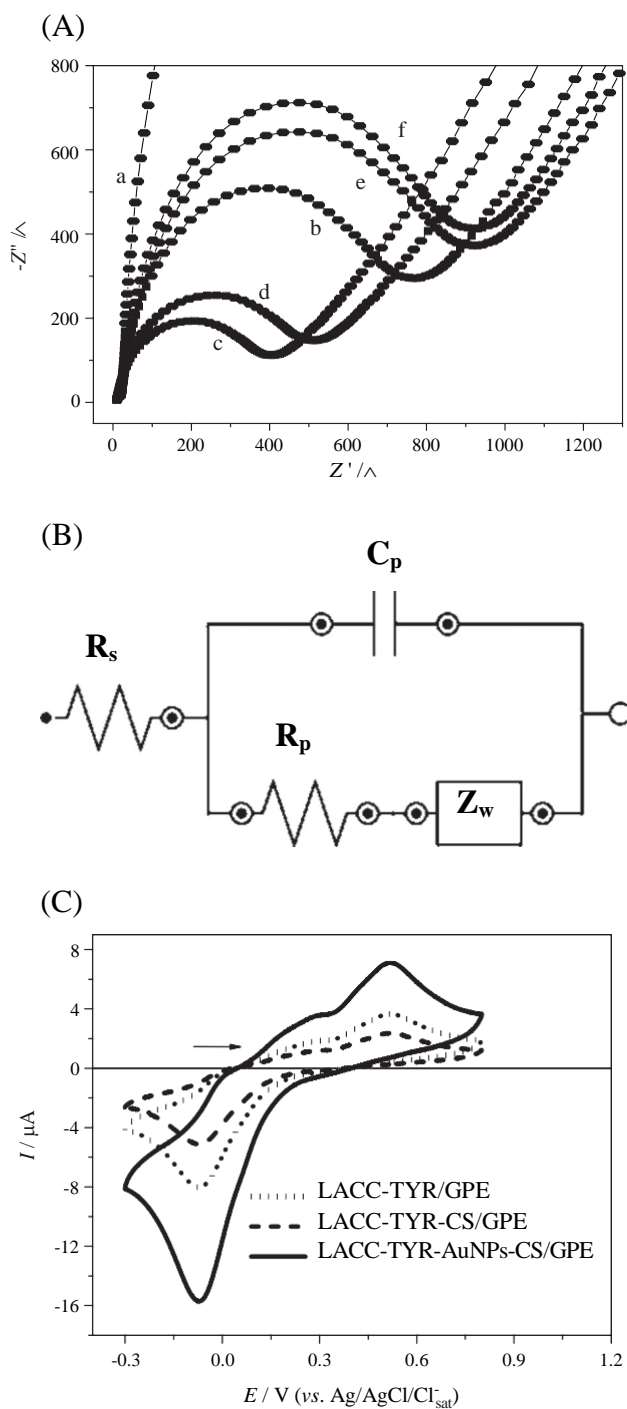 (A)
800
600
400
200
0
-Z''/Λ
a
f
e
b
d
c
0 200 400 600 800 1000 1200
Z'/Λ
(B)
Cp
Rs
Rp
Zw
(C)
8
4
0
-4
-8
-12
-16
I / μA
LACC-TYR/GPE
LACC-TYR-CS/GPE
LACC-TYR-AuNPs-CS/GPE
-0.3 0.0 0.3 0.6 0.9 1.2
E / V (vs. Ag/AgCl/Cl⁻sat)